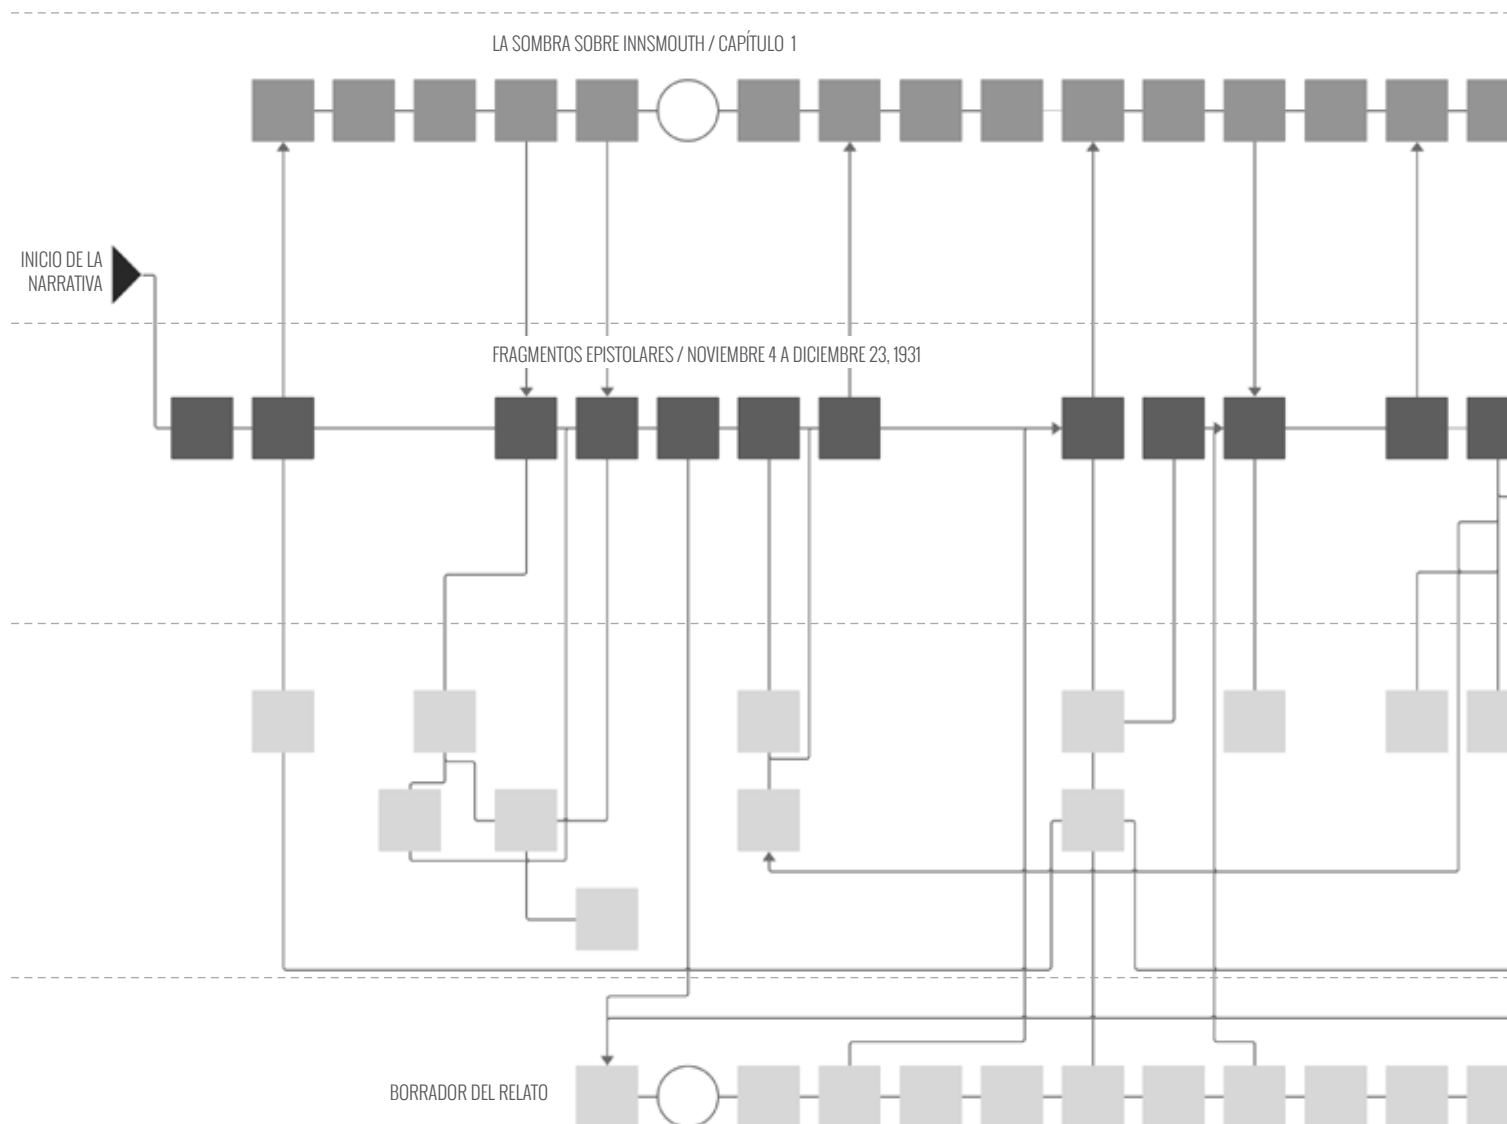 LA SOMBRA SOBRE INNSMOUTH / CAPÍTULO 1
INICIO DE LA
NARRATIVA
FRAGMENTOS EPISTOLARES / NOVIEMBRE 4 A DICIEMBRE 23, 1931
BORRADOR DEL RELATO